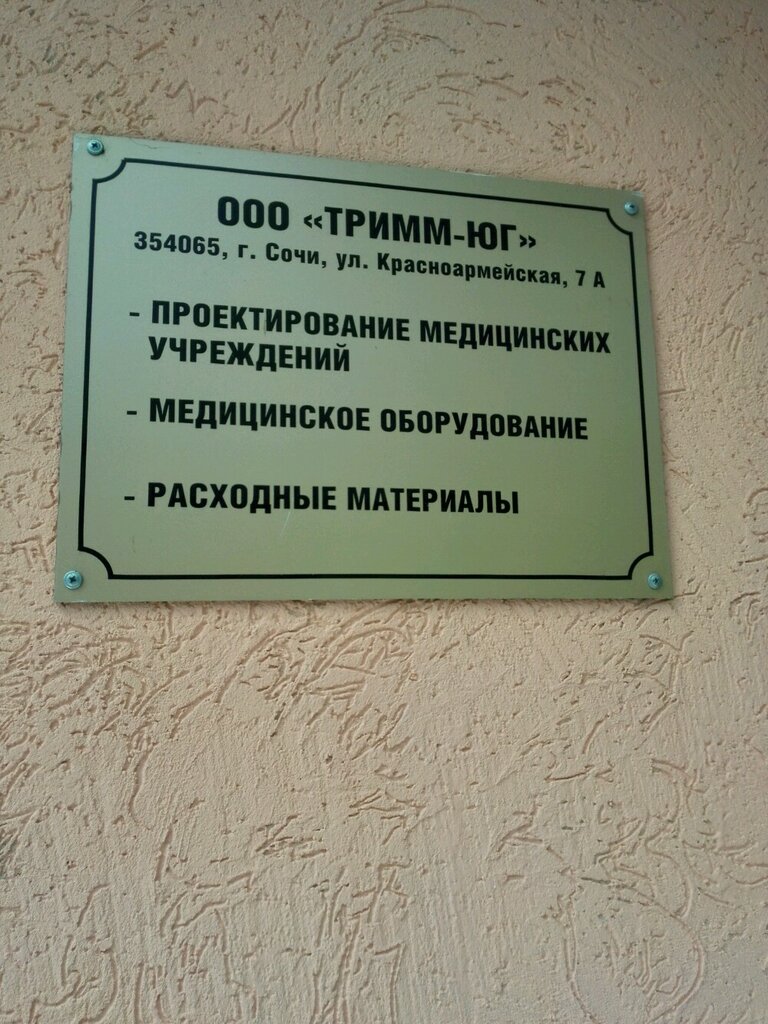 ООО «ТРИММ-ЮГ»
354065, г. Сочи, ул. Красноармейская, 7 А
- ПРОЕКТИРОВАНИЕ МЕДИЦИНСКИХ
УЧРЕЖДЕНИЙ
- МЕДИЦИНСКОЕ ОБОРУДОВАНИЕ
- РАСХОДНЫЕ МАТЕРИАЛЫ